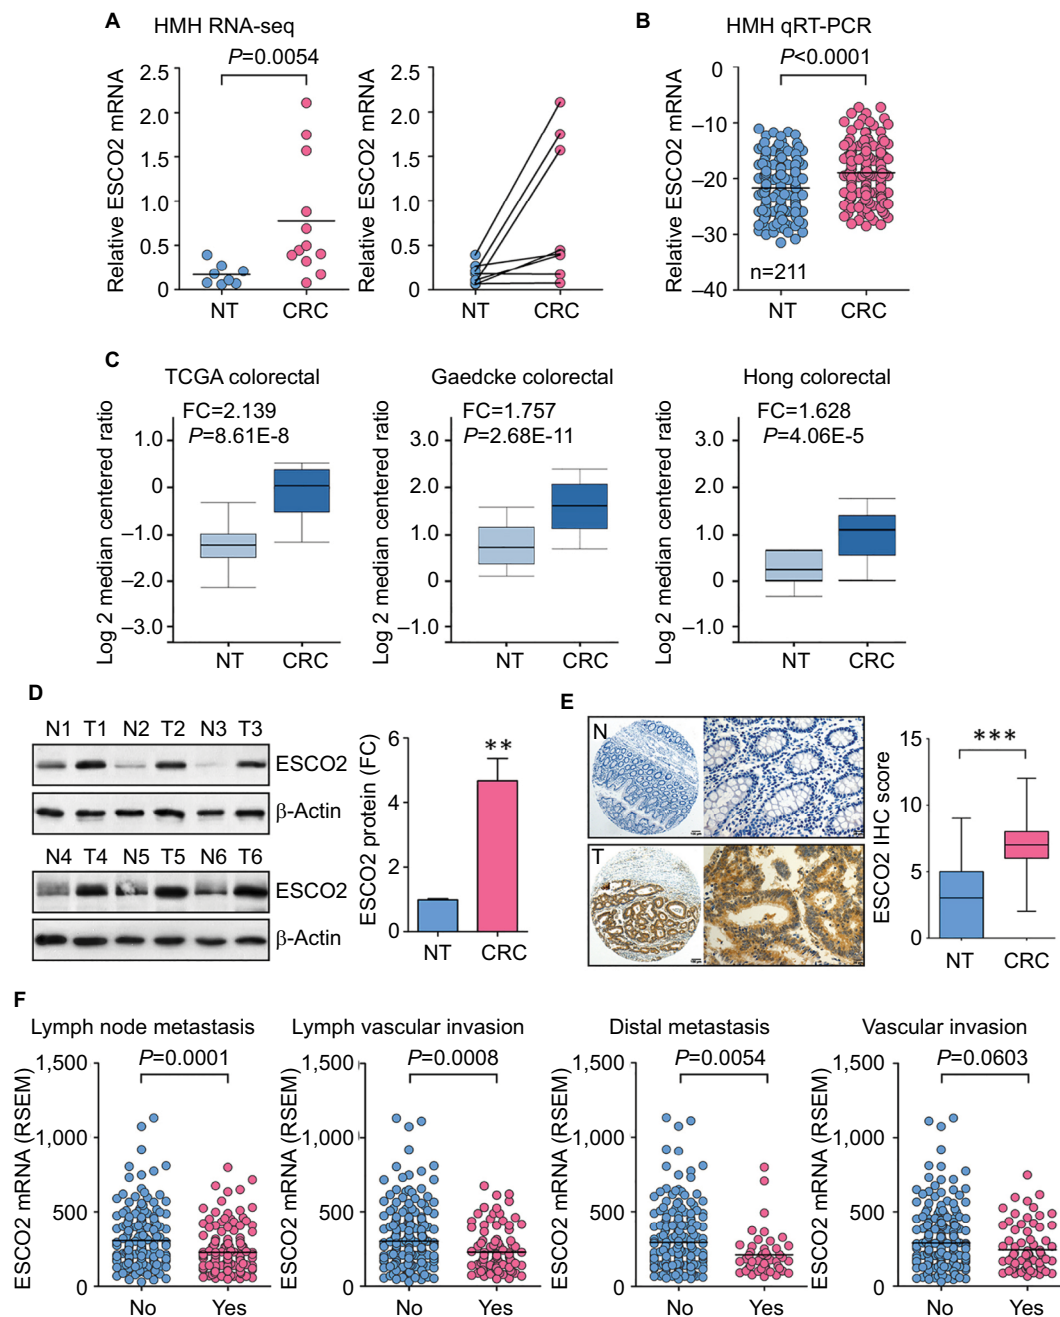 A
HMH RNA-seq
P=0.0054
Relative ESCO2 mRNA
2.5
2.0
1.5
1.0
0.5
0
NT
CRC
Relative ESCO2 mRNA
2.5
2.0
1.5
1.0
0.5
0
NT
CRC
B
HMH qRT-PCR
P<0.0001
Relative ESCO2 mRNA
0
–10
–20
–30
–40
n=211
NT
CRC
C
TCGA colorectal
FC=2.139
P=8.61E-8
Log 2 median centered ratio
1.0
0
–1.0
–2.0
–3.0
NT
CRC
Gaedcke colorectal
FC=1.757
P=2.68E-11
Log 2 median centered ratio
3.0
2.0
1.0
0
–1.0
NT
CRC
Hong colorectal
FC=1.628
P=4.06E-5
Log 2 median centered ratio
3.0
2.0
1.0
0
–1.0
NT
CRC
D
N1 T1 N2 T2 N3 T3
ESCO2
β-Actin
N4 T4 N5 T5 N6 T6
ESCO2
β-Actin
ESCO2 protein (FC)
6
4
2
0
**
NT
CRC
E
N
T
ESCO2 IHC score
15
10
5
0
***
NT
CRC
F
Lymph node metastasis
P=0.0001
ESCO2 mRNA (RSEM)
1,500
1,000
500
0
No
Yes
Lymph vascular invasion
P=0.0008
ESCO2 mRNA (RSEM)
1,500
1,000
500
0
No
Yes
Distal metastasis
P=0.0054
ESCO2 mRNA (RSEM)
1,500
1,000
500
0
No
Yes
Vascular invasion
P=0.0603
ESCO2 mRNA (RSEM)
1,500
1,000
500
0
No
Yes